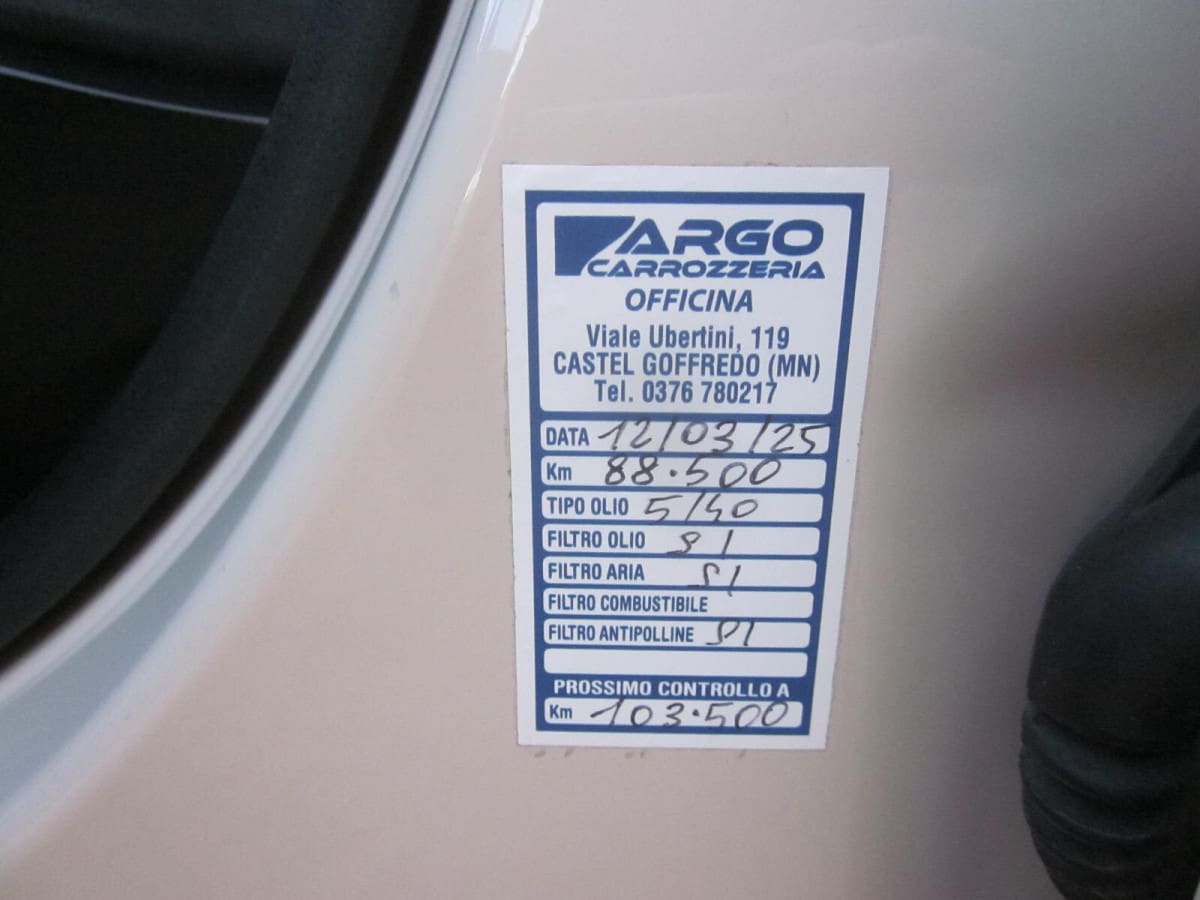 ARGO
CARROZZERIA
OFFICINA
Viale Ubertini, 119
CASTEL GOFFREDO (MN)
Tel. 0376 780217
DATA 12/03/25
Km 88.500
TIPO OLIO 5/40
FILTRO OLIO SI
FILTRO ARIA SI
FILTRO COMBUSTIBILE
FILTRO ANTIPOLLINE SI
PROSSIMO CONTROLLO A
Km 103.500